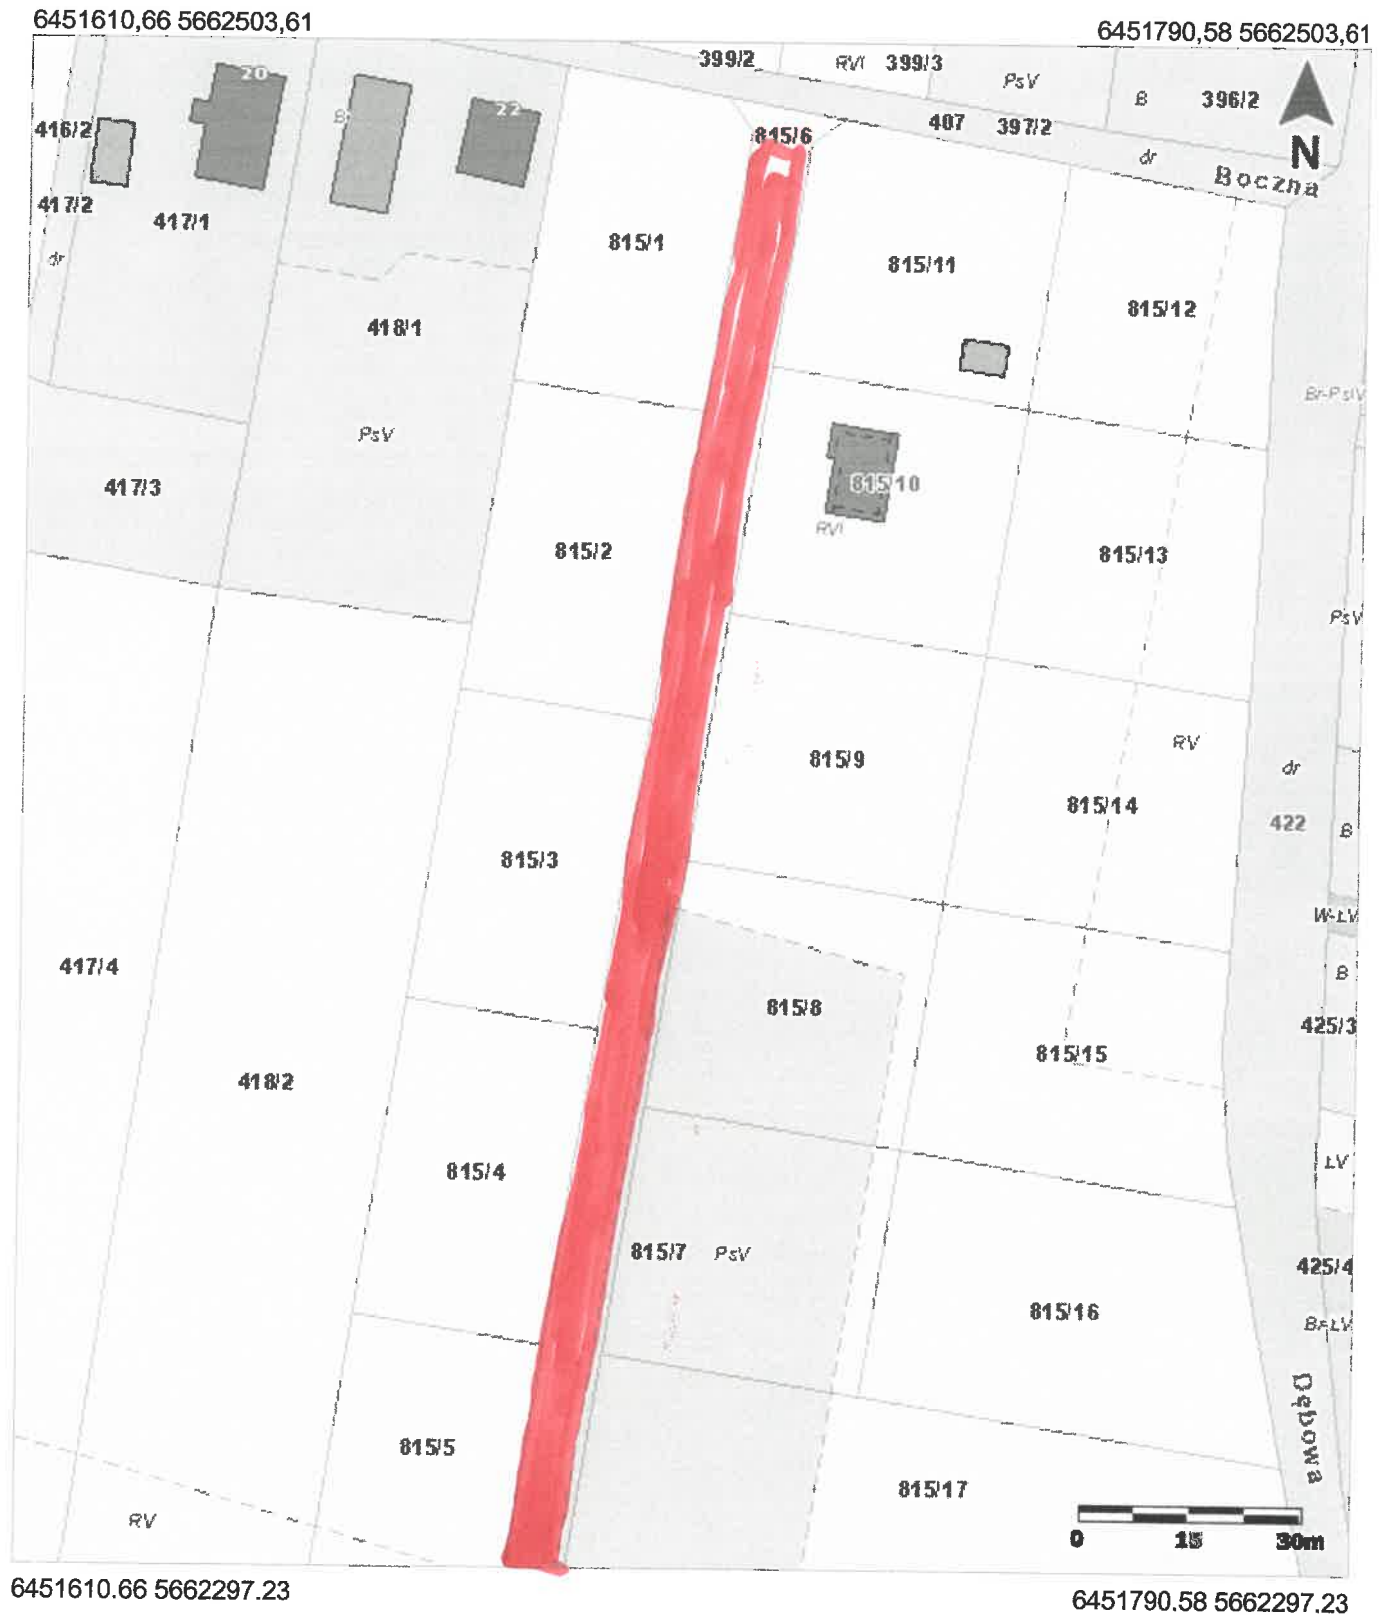 6451610,66 5662503,61
6451790,58 5662503,61
399/2
RVI
399/3
PsV
B
396/2
20
B
22
416/2
815/6
407
397/2
N
dr
Boczna
417/2
417/1
815/1
815/11
dr
815/12
418/1
Br-PsIV
PsV
417/3
815/10
RVI
815/2
815/13
PsV
RV
815/9
dr
815/14
422
B
815/3
W-ŁV
417/4
B
815/8
425/3
815/15
418/2
815/4
ŁV
815/7
PsV
425/4
815/16
Br-ŁV
Dębowa
815/5
815/17
RV
0 15 30m
6451610.66 5662297.23
6451790.58 5662297.23